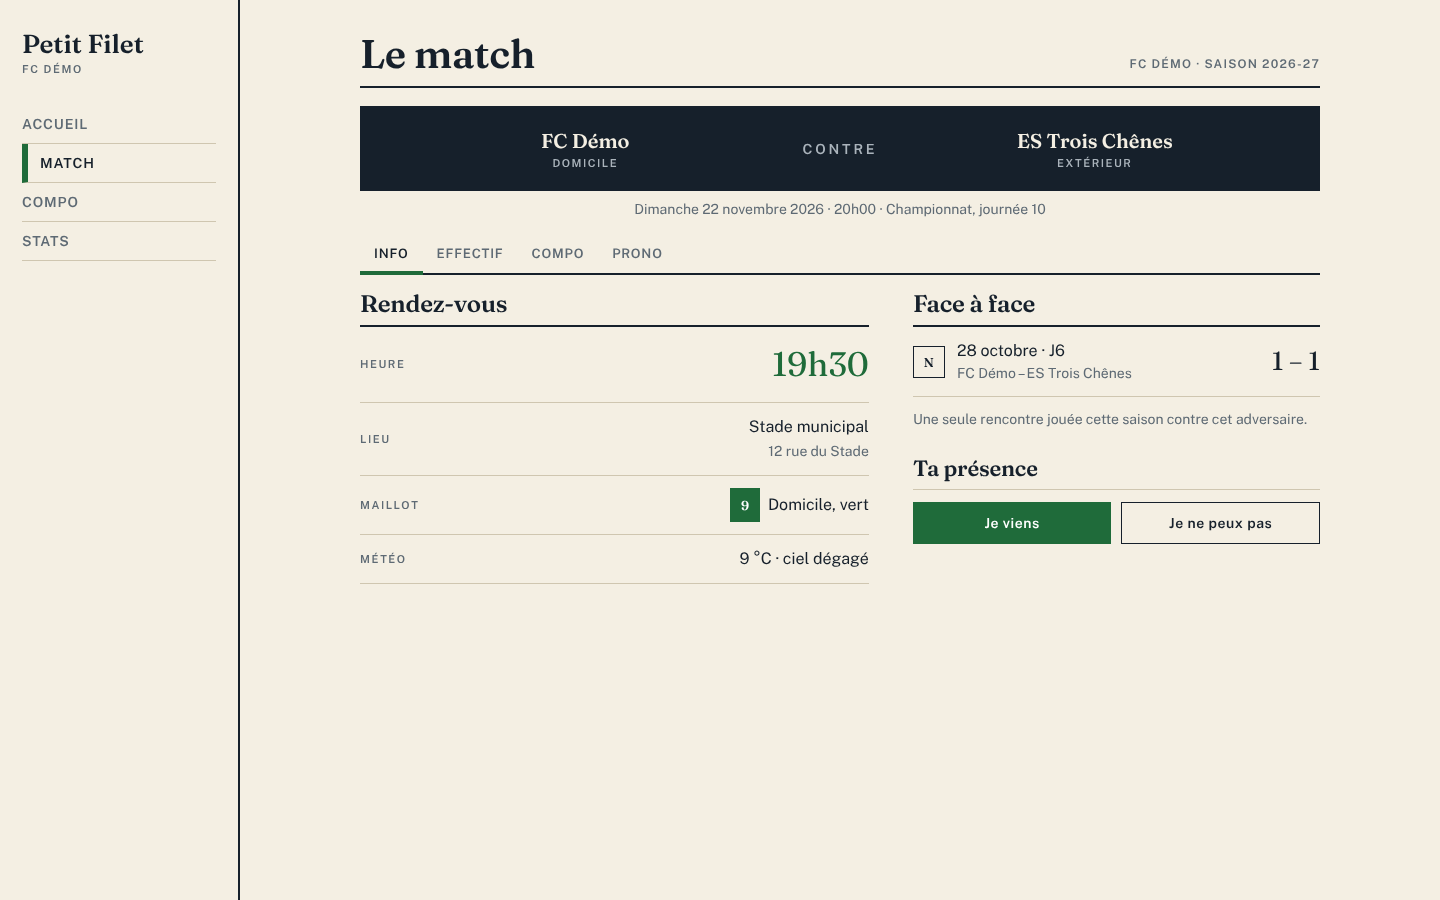 Petit Filet
FC DÉMO
ACCUEIL
MATCH
COMPO
STATS
Le match
FC DÉMO · SAISON 2026-27
FC Démo
DOMICILE
CONTRE
ES Trois Chênes
EXTÉRIEUR
Dimanche 22 novembre 2026 · 20h00 · Championnat, journée 10
INFO
EFFECTIF
COMPO
PRONO
Rendez-vous
HEURE
19h30
LIEU
Stade municipal
12 rue du Stade
MAILLOT
9
Domicile, vert
MÉTÉO
9 °C · ciel dégagé
Face à face
N
28 octobre · J6
FC Démo – ES Trois Chênes
1 – 1
Une seule rencontre jouée cette saison contre cet adversaire.
Ta présence
Je viens
Je ne peux pas